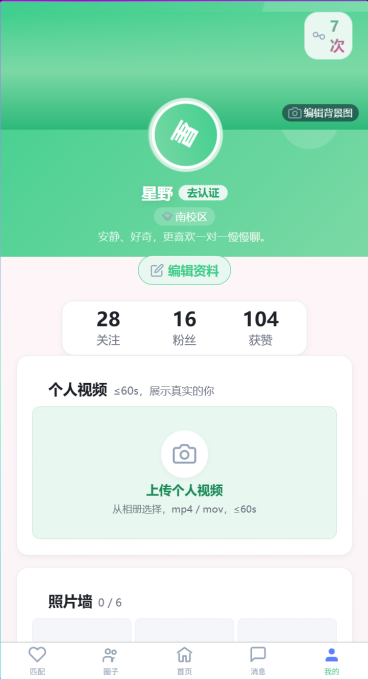 7
次
编辑背景图
星野 去认证
南校区
安静、好奇，更喜欢一对一慢慢聊。
编辑资料
28 16 104
关注 粉丝 获赞
个人视频 ≤60s，展示真实的你
上传个人视频
从相册选择，mp4 / mov，≤60s
照片墙 0 / 6
匹配 圈子 首页 消息 我的